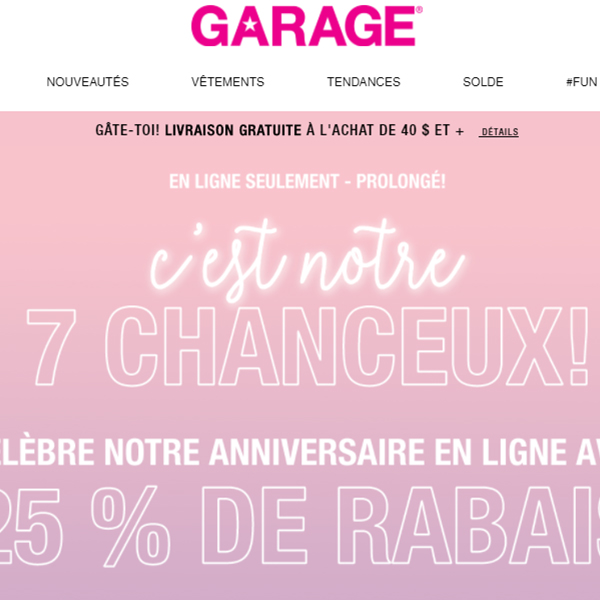 GARAGE®
NOUVEAUTÉS VÊTEMENTS TENDANCES SOLDE #FUN
GÂTE-TOI! LIVRAISON GRATUITE À L'ACHAT DE 40 $ ET + DÉTAILS
EN LIGNE SEULEMENT - PROLONGÉ!
c'est notre
7 CHANCEUX!
ÉLÈBRE NOTRE ANNIVERSAIRE EN LIGNE AV
25 % DE RABAIS